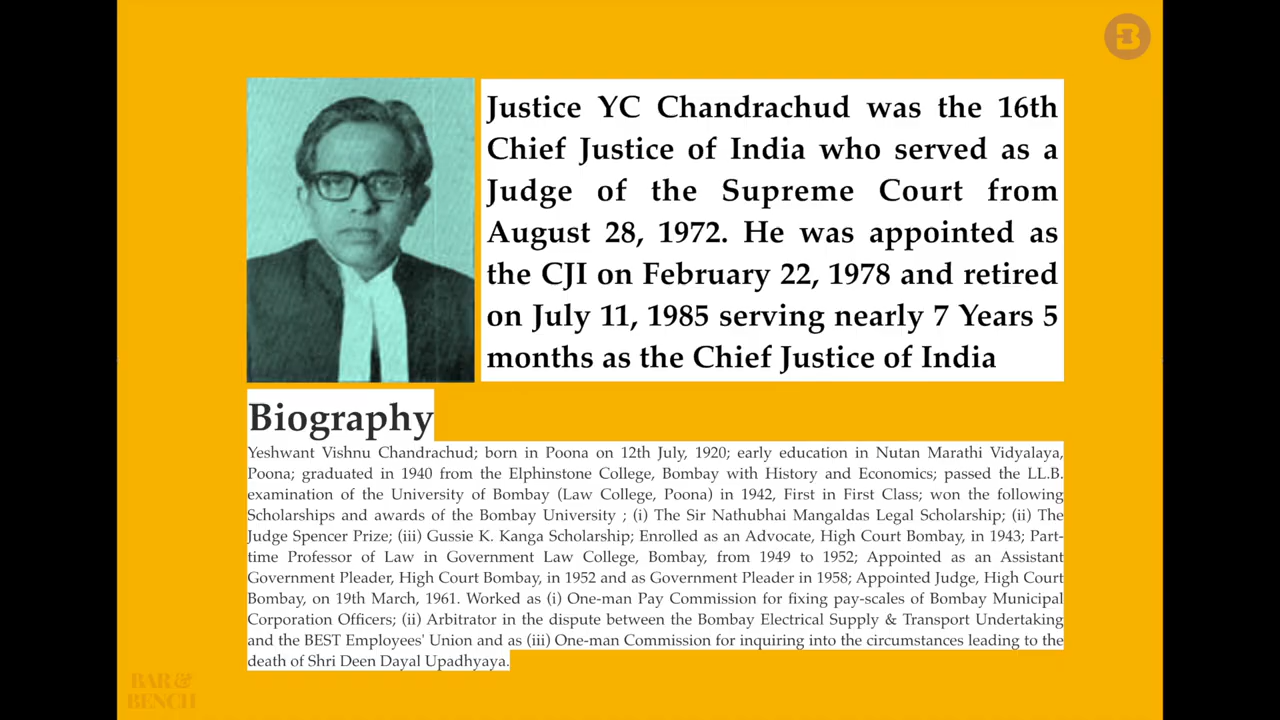 Justice YC Chandrachud was the 16th
Chief Justice of India who served as a
Judge of the Supreme Court from
August 28, 1972. He was appointed as
the CJI on February 22, 1978 and retired
on July 11, 1985 serving nearly 7 Years 5
months as the Chief Justice of India
Biography
Yeshwant Vishnu Chandrachud; born in Poona on 12th July, 1920; early education in Nutan Marathi Vidyalaya,
Poona; graduated in 1940 from the Elphinstone College, Bombay with History and Economics; passed the LL.B.
examination of the University of Bombay (Law College, Poona) in 1942, First in First Class; won the following
Scholarships and awards of the Bombay University ; (i) The Sir Nathubhai Mangaldas Legal Scholarship; (ii) The
Judge Spencer Prize; (iii) Gussie K. Kanga Scholarship; Enrolled as an Advocate, High Court Bombay, in 1943; Part-
time Professor of Law in Government Law College, Bombay, from 1949 to 1952; Appointed as an Assistant
Government Pleader, High Court Bombay, in 1952 and as Government Pleader in 1958; Appointed Judge, High Court
Bombay, on 19th March, 1961. Worked as (i) One-man Pay Commission for fixing pay-scales of Bombay Municipal
Corporation Officers; (ii) Arbitrator in the dispute between the Bombay Electrical Supply & Transport Undertaking
and the BEST Employees' Union and as (iii) One-man Commission for inquiring into the circumstances leading to the
death of Shri Deen Dayal Upadhyaya.
BAR &
BENCH
B